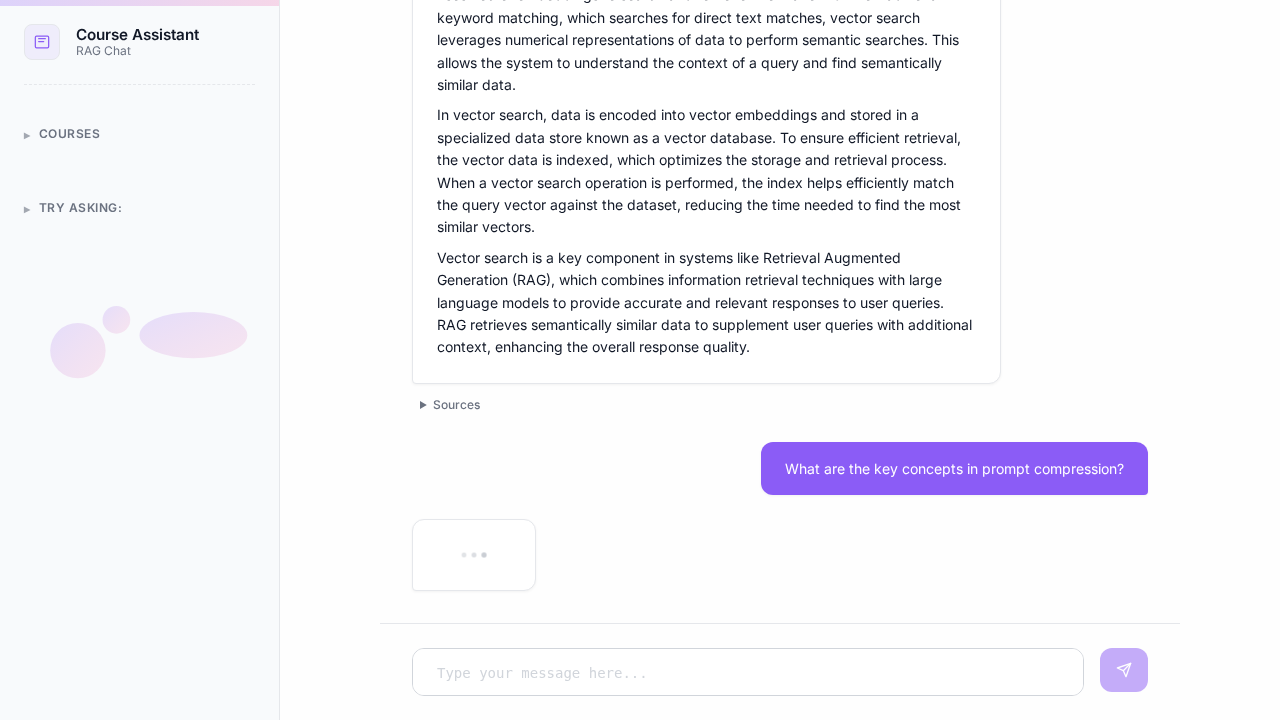 Course Assistant
RAG Chat
COURSES
TRY ASKING:
keyword matching, which searches for direct text matches, vector search
leverages numerical representations of data to perform semantic searches. This
allows the system to understand the context of a query and find semantically
similar data.
In vector search, data is encoded into vector embeddings and stored in a
specialized data store known as a vector database. To ensure efficient retrieval,
the vector data is indexed, which optimizes the storage and retrieval process.
When a vector search operation is performed, the index helps efficiently match
the query vector against the dataset, reducing the time needed to find the most
similar vectors.
Vector search is a key component in systems like Retrieval Augmented
Generation (RAG), which combines information retrieval techniques with large
language models to provide accurate and relevant responses to user queries.
RAG retrieves semantically similar data to supplement user queries with additional
context, enhancing the overall response quality.
Sources
What are the key concepts in prompt compression?
Type your message here...